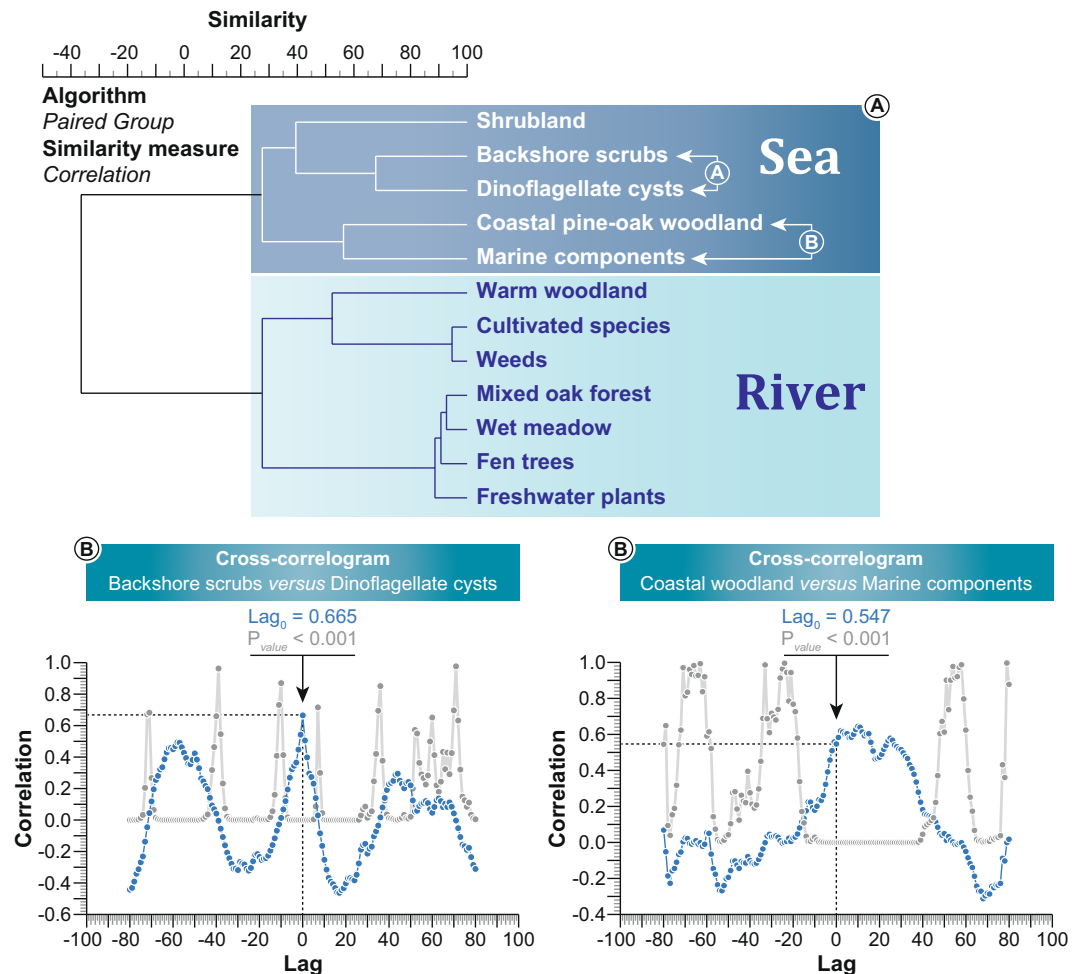 Similarity
-40 -20 0 20 40 60 80 100
Algorithm
Paired Group
Similarity measure
Correlation
A
Sea
Shrubland
Backshore scrubs
A
Dinoflagellate cysts
Coastal pine-oak woodland
B
Marine components
River
Warm woodland
Cultivated species
Weeds
Mixed oak forest
Wet meadow
Fen trees
Freshwater plants
B
Cross-correlogram
Backshore scrubs versus Dinoflagellate cysts
Lag0 = 0.665
Pvalue < 0.001
Correlation
1.0
0.8
0.6
0.4
0.2
0.0
-0.2
-0.4
-0.6
-100 -80 -60 -40 -20 0 20 40 60 80 100
Lag
B
Cross-correlogram
Coastal woodland versus Marine components
Lag0 = 0.547
Pvalue < 0.001
Correlation
1.0
0.8
0.6
0.4
0.2
0.0
-0.2
-0.4
-100 -80 -60 -40 -20 0 20 40 60 80 100
Lag